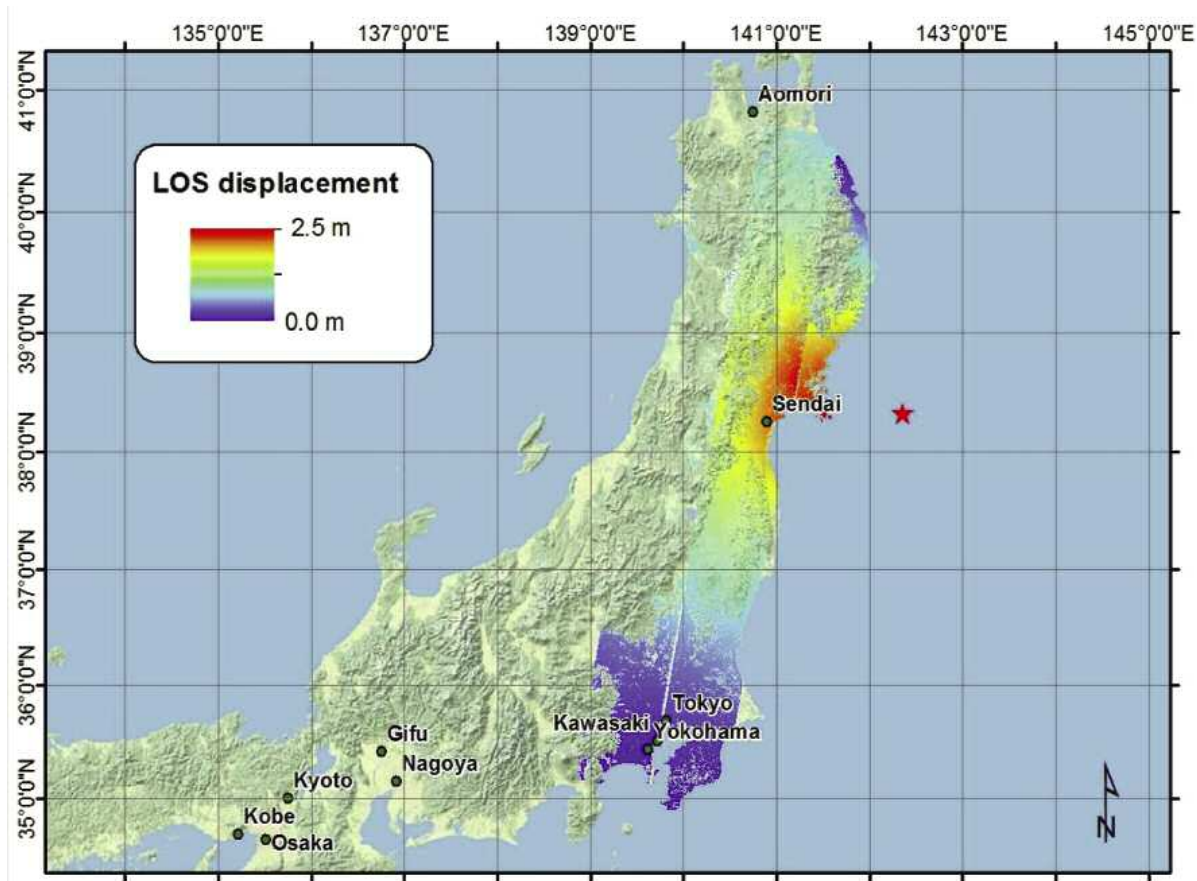 135°0'0"E 137°0'0"E 139°0'0"E 141°0'0"E 143°0'0"E 145°0'0"E
41°0'0"N
Aomori
LOS displacement
2.5 m
0.0 m
40°0'0"N
39°0'0"N
Sendai
38°0'0"N
37°0'0"N
36°0'0"N
Tokyo
Kawasaki
Yokohama
Gifu
Nagoya
Kyoto
35°0'0"N
Kobe
Osaka
N